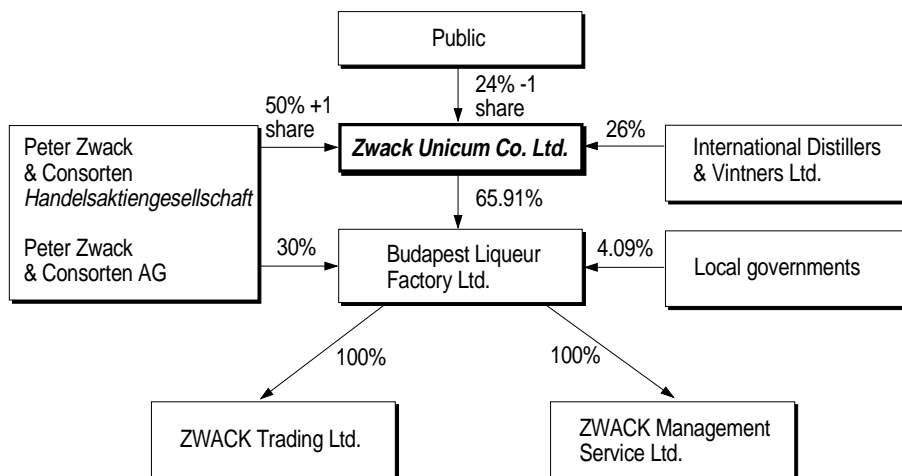 Public
24% -1
share
50% +1
share
Peter Zwack
& Consorten
Handelsaktiengesellschaft
Zwack Unicum Co. Ltd.
26%
International Distillers
& Vintners Ltd.
65.91%
Peter Zwack
& Consorten AG
30%
Budapest Liqueur
Factory Ltd.
4.09%
Local governments
100%
100%
ZWACK Trading Ltd.
ZWACK Management
Service Ltd.